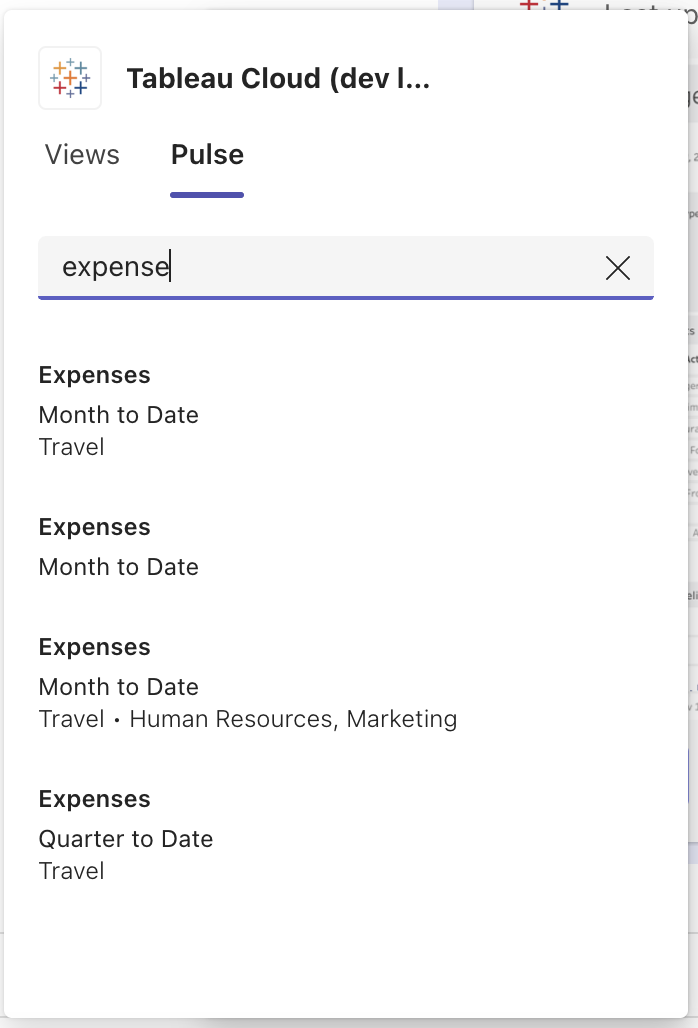 Tableau Cloud (dev l...
Views
Pulse
expense
Expenses
Month to Date
Travel
Expenses
Month to Date
Expenses
Month to Date
Travel • Human Resources, Marketing
Expenses
Quarter to Date
Travel